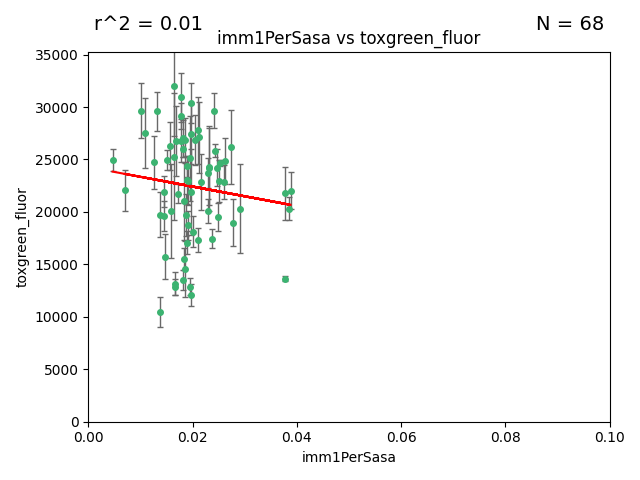 r^2 = 0.01
N = 68
imm1PerSasa vs toxgreen_fluor
35000
30000
25000
20000
15000
10000
5000
0
toxgreen_fluor
0.00
0.02
0.04
0.06
0.08
0.10
imm1PerSasa